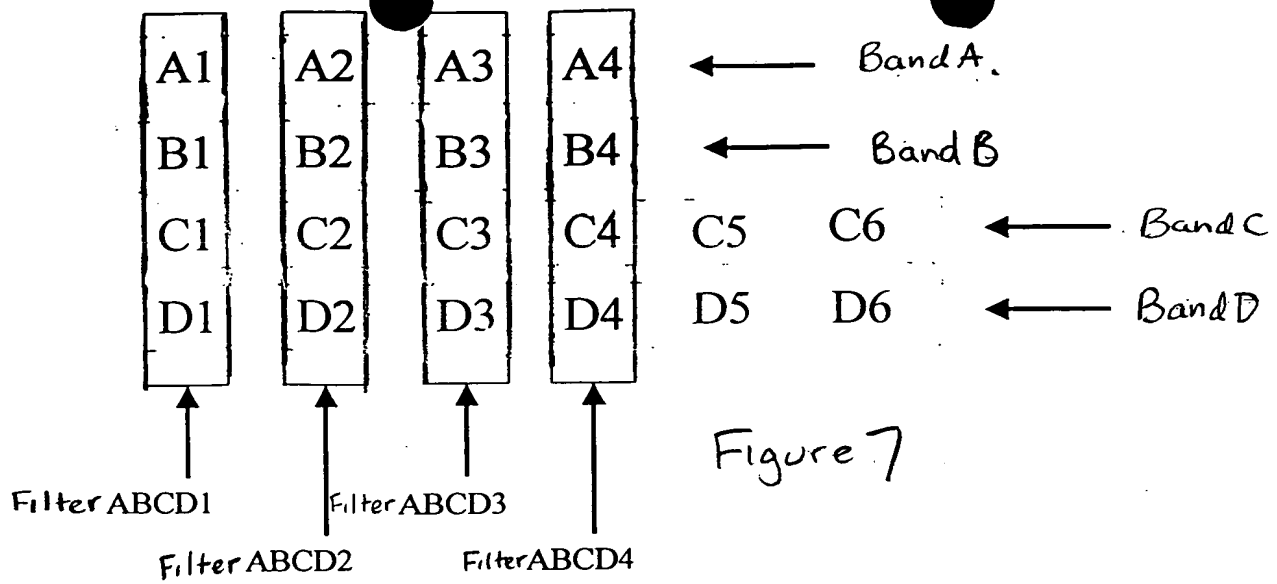 A1 A2 A3 A4 Band A.
B1 B2 B3 B4 Band B
C1 C2 C3 C4 C5 C6 Band C
D1 D2 D3 D4 D5 D6 Band D
Figure 7
Filter ABCD1 Filter ABCD3
Filter ABCD2 Filter ABCD4